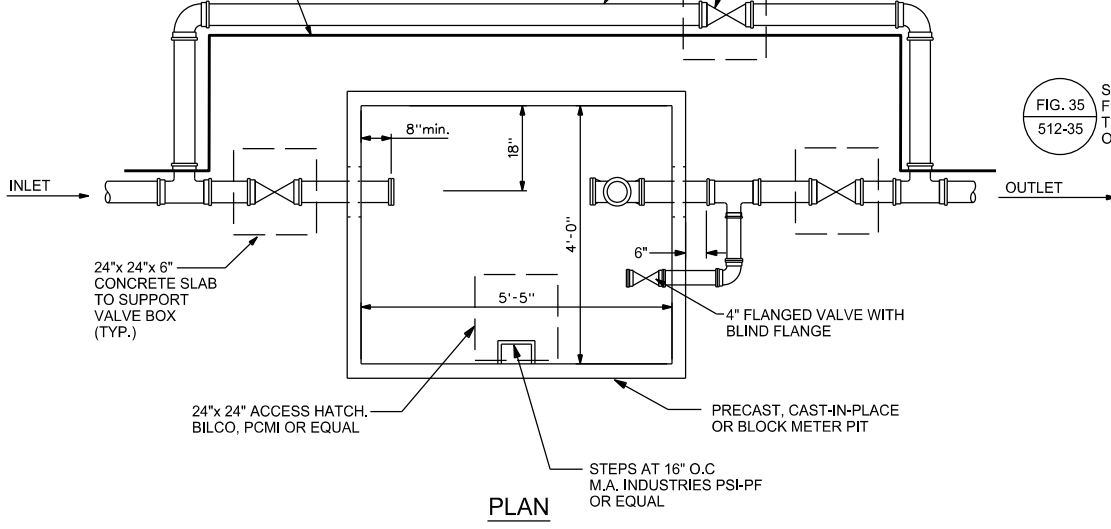 FIG. 35
512-35
S
F
T
O
8"min.
18"
INLET
OUTLET
4'-0"
6"
24"x 24"x 6"
CONCRETE SLAB
TO SUPPORT
VALVE BOX
(TYP.)
5'-5"
4" FLANGED VALVE WITH
BLIND FLANGE
24"x 24" ACCESS HATCH.
BILCO, PCMI OR EQUAL
PRECAST, CAST-IN-PLACE
OR BLOCK METER PIT
STEPS AT 16" O.C
M.A. INDUSTRIES PSI-PF
OR EQUAL
PLAN